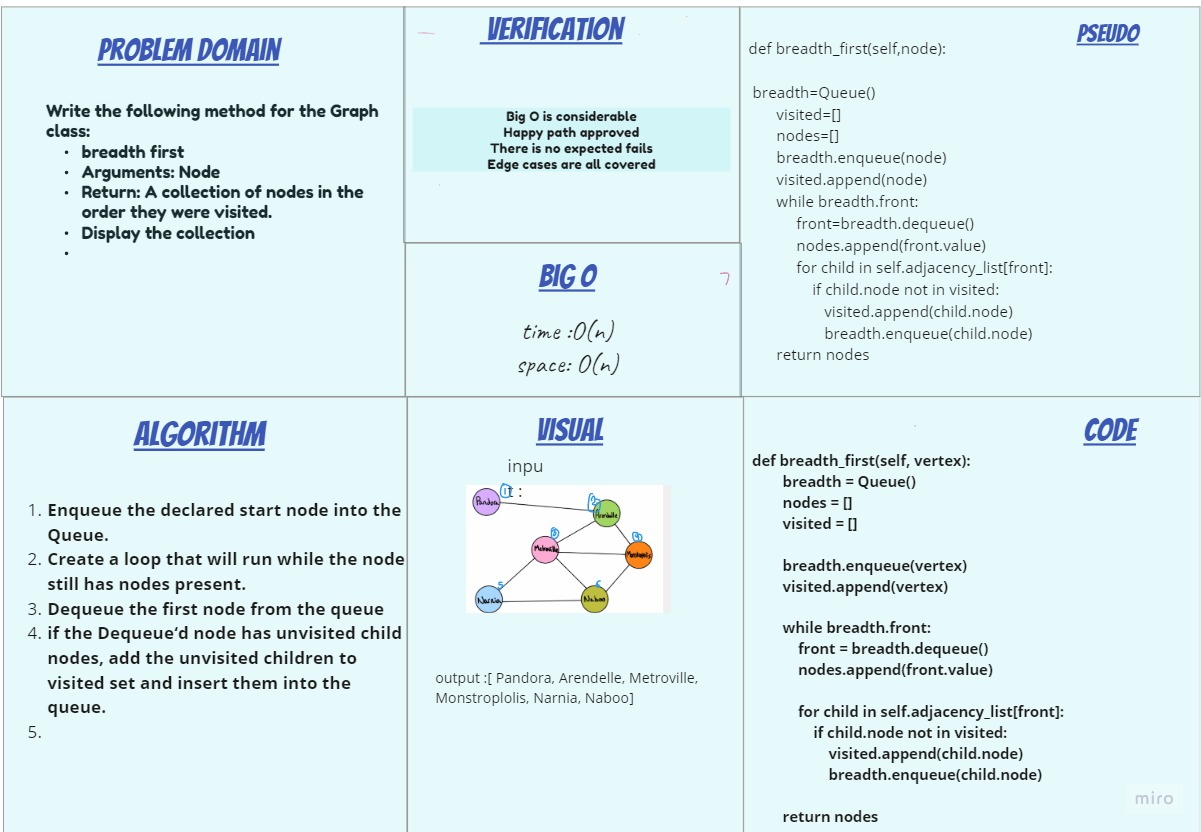 PROBLEM DOMAIN
Write the following method for the Graph
class:
• breadth first
• Arguments: Node
• Return: A collection of nodes in the
order they were visited.
• Display the collection
•
VERIFICATION
Big O is considerable
Happy path approved
There is no expected fails
Edge cases are all covered
BIG O
time :O(n)
space: O(n)
PSEUDO
def breadth_first(self,node):
breadth=Queue()
visited=[]
nodes=[]
breadth.enqueue(node)
visited.append(node)
while breadth.front:
front=breadth.dequeue()
nodes.append(front.value)
for child in self.adjacency_list[front]:
if child.node not in visited:
visited.append(child.node)
breadth.enqueue(child.node)
return nodes
ALGORITHM
1. Enqueue the declared start node into the
Queue.
2. Create a loop that will run while the node
still has nodes present.
3. Dequeue the first node from the queue
4. if the Dequeue‘d node has unvisited child
nodes, add the unvisited children to
visited set and insert them into the
queue.
5.
VISUAL
inpu
t :
Pandora
Arendelle
Metroville
Narnia
Naboo
output :[ Pandora, Arendelle, Metroville,
Monstroplolis, Narnia, Naboo]
CODE
def breadth_first(self, vertex):
breadth = Queue()
nodes = []
visited = []
breadth.enqueue(vertex)
visited.append(vertex)
while breadth.front:
front = breadth.dequeue()
nodes.append(front.value)
for child in self.adjacency_list[front]:
if child.node not in visited:
visited.append(child.node)
breadth.enqueue(child.node)
return nodes
miro